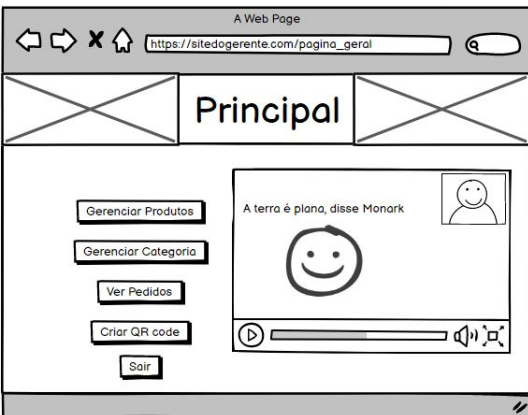 A Web Page
https://sitedogerente.com/pagina_geral
Principal
Gerenciar Produtos
Gerenciar Categoria
Ver Pedidos
Criar QR code
Sair
A terra é plana, disse Monark